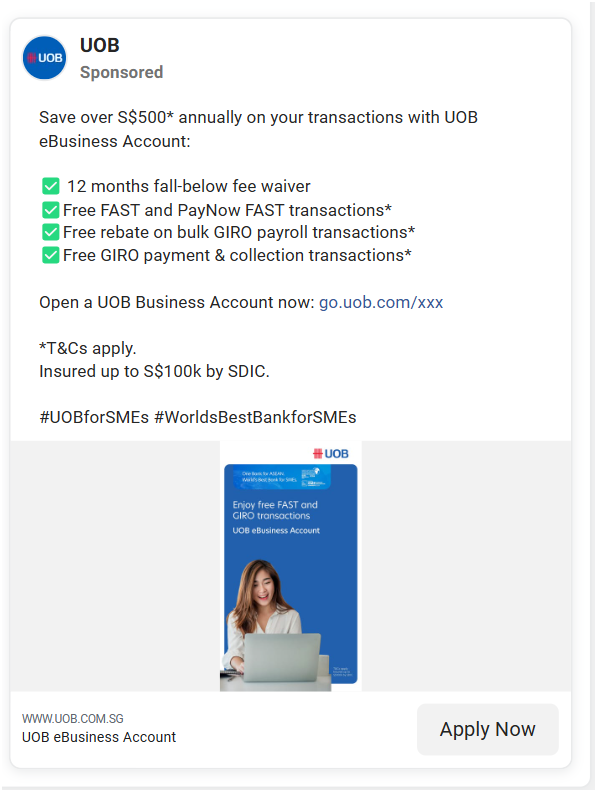 UOB
UOB
Sponsored
Save over S$500* annually on your transactions with UOB
eBusiness Account:
✅ 12 months fall-below fee waiver
✅Free FAST and PayNow FAST transactions*
✅Free rebate on bulk GIRO payroll transactions*
✅Free GIRO payment & collection transactions*
Open a UOB Business Account now: go.uob.com/xxx
*T&Cs apply.
Insured up to S$100k by SDIC.
#UOBforSMEs #WorldsBestBankforSMEs
UOB
One Bank for ASEAN.
World's Best Bank for SMEs.
Enjoy free FAST and
GIRO transactions
UOB eBusiness Account
WWW.UOB.COM.SG
UOB eBusiness Account
Apply Now